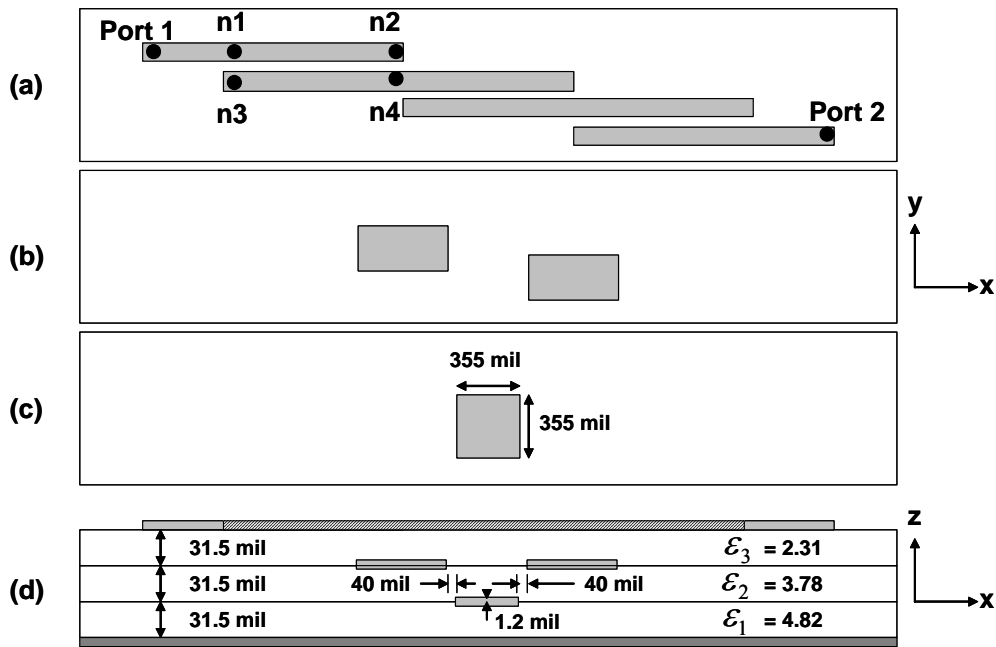 (a)
Port 1
n1
n2
n3
n4
Port 2
(b)
y
x
(c)
355 mil
355 mil
(d)
31.5 mil
ε3 = 2.31
31.5 mil
40 mil
40 mil
ε2 = 3.78
31.5 mil
1.2 mil
ε1 = 4.82
z
x